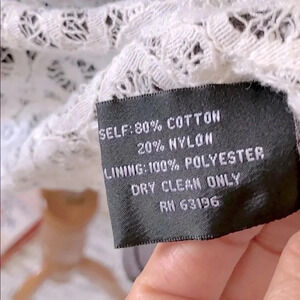 SELF:80% COTTON
20% NYLON
LINING:100% POLYESTER
DRY CLEAN ONLY
RN 63196